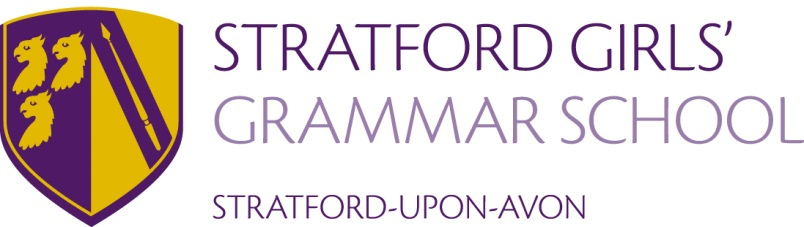 STRATFORD GIRLS’
GRAMMAR SCHOOL
STRATFORD-UPON-AVON